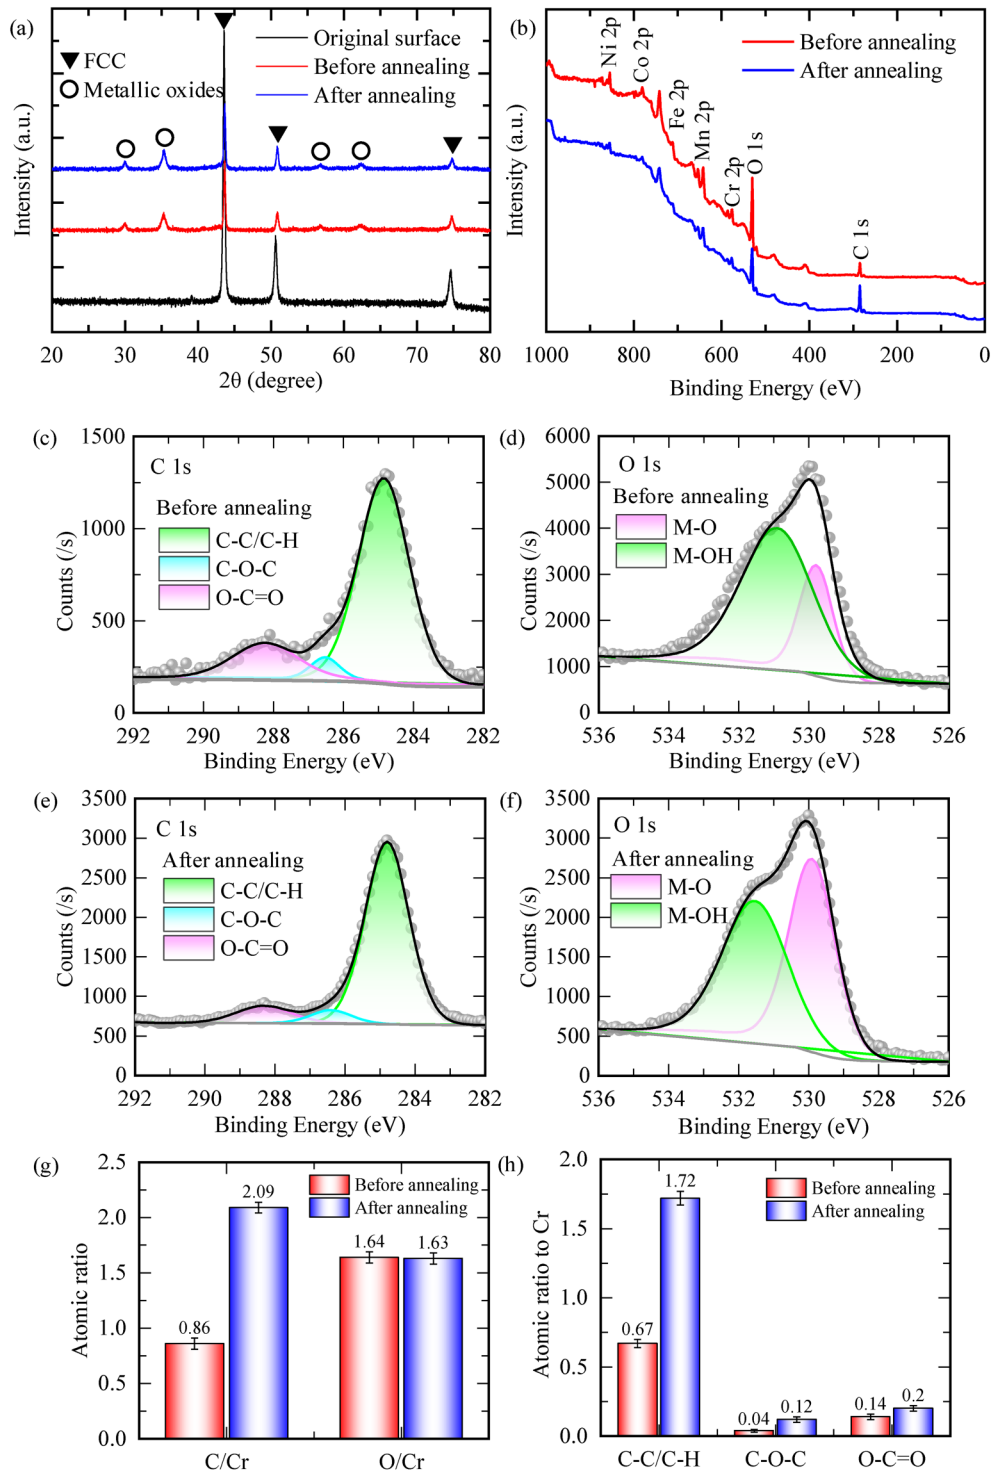 (a)
FCC
Metallic oxides
Original surface
Before annealing
After annealing
Intensity (a.u.)
20 30 40 50 60 70 80
2θ (degree)
(b)
Before annealing
After annealing
Ni 2p
Co 2p
Fe 2p
Mn 2p
Cr 2p
O 1s
C 1s
Intensity (a.u.)
1000 800 600 400 200 0
Binding Energy (eV)
(c)
C 1s
Before annealing
C-C/C-H
C-O-C
O-C=O
Counts (/s)
1500
1000
500
0
292 290 288 286 284 282
Binding Energy (eV)
(d)
O 1s
Before annealing
M-O
M-OH
Counts (/s)
6000
5000
4000
3000
2000
1000
0
536 534 532 530 528 526
Binding Energy (eV)
(e)
C 1s
After annealing
C-C/C-H
C-O-C
O-C=O
Counts (/s)
3500
3000
2500
2000
1500
1000
500
0
292 290 288 286 284 282
Binding Energy (eV)
(f)
O 1s
After annealing
M-O
M-OH
Counts (/s)
3500
3000
2500
2000
1500
1000
500
0
536 534 532 530 528 526
Binding Energy (eV)
(g)
Before annealing
After annealing
Atomic ratio
2.5
2.0
1.5
1.0
0.5
0.0
0.86
2.09
1.64
1.63
C/Cr O/Cr
(h)
Before annealing
After annealing
Atomic ratio to Cr
2.0
1.5
1.0
0.5
0.0
0.67
1.72
0.04
0.12
0.14
0.2
C-C/C-H C-O-C O-C=O